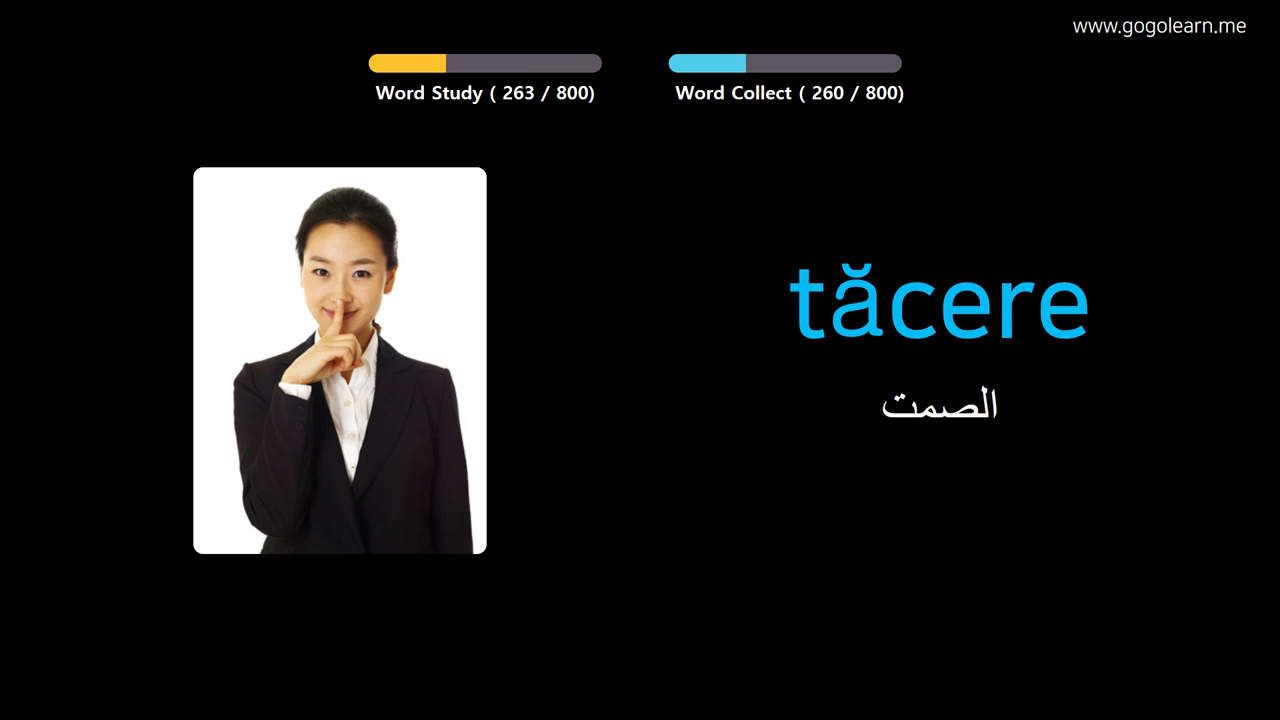 www.gogolearn.me
Word Study ( 263 / 800)
Word Collect ( 260 / 800)
tăcere
الصمت